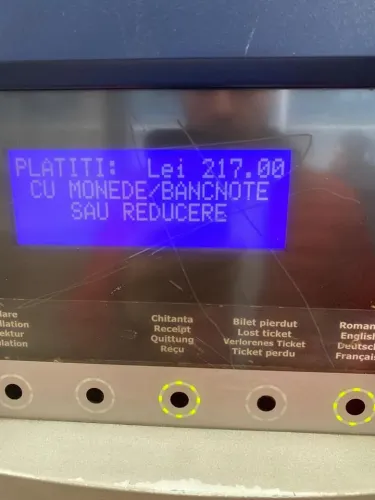 PLATITI: Lei 217.00
CU MONEDE/BANCNOTE
SAU REDUCERE
Chitanta
Receipt
Quittung
Reçu
Bilet pierdut
Lost ticket
Verlorenes Ticket
Ticket perdu
English
Deutsch